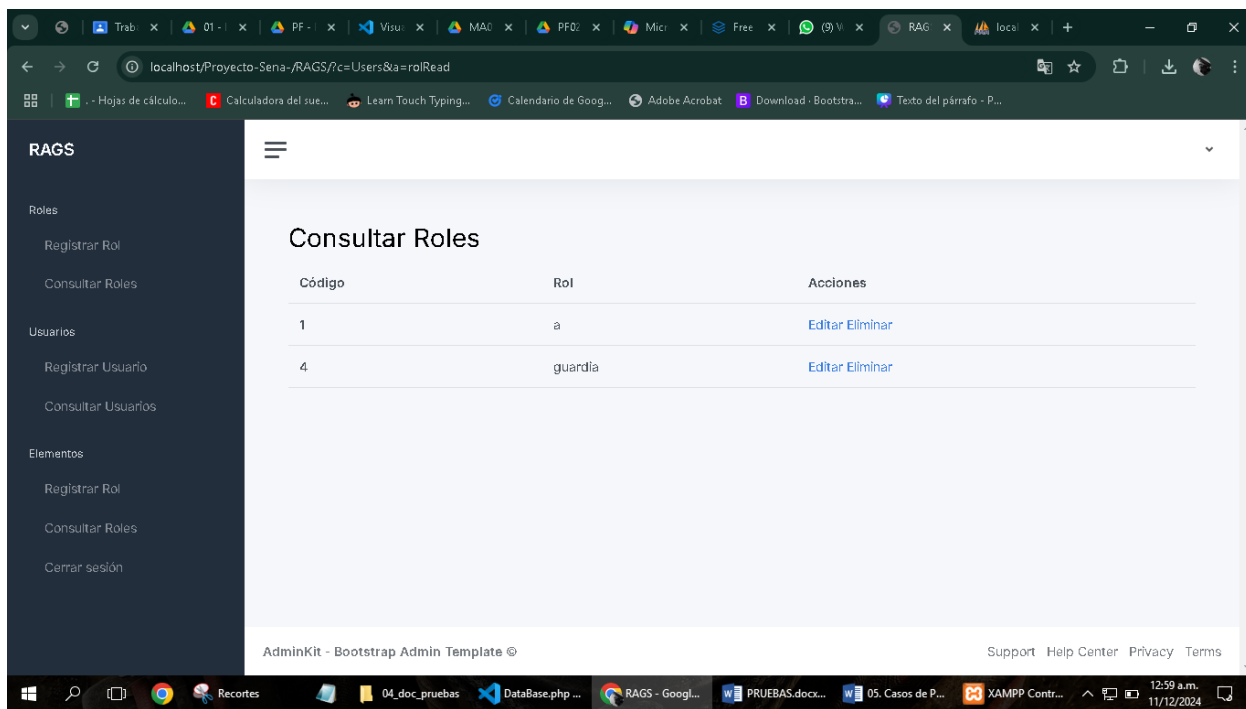 Trab
01 - I
PF - I
Visu
MA0
PF02
Micr
Free
(9) W
RAG
local
localhost/Proyecto-Sena-/RAGS/?c=Users&a=rolRead
. - Hojas de cálculo...
Calculadora del sue...
Learn Touch Typing...
Calendario de Goog...
Adobe Acrobat
Download · Bootstra...
Texto del párrafo - P...
RAGS
Roles
Registrar Rol
Consultar Roles
Usuarios
Registrar Usuario
Consultar Usuarios
Elementos
Registrar Rol
Consultar Roles
Cerrar sesión
Consultar Roles
Código Rol Acciones
1 a Editar Eliminar
4 guardia Editar Eliminar
AdminKit - Bootstrap Admin Template ©
Support Help Center Privacy Terms
Recortes
04_doc_pruebas
DataBase.php ...
RAGS - Googl...
PRUEBAS.docx...
05. Casos de P...
XAMPP Contr...
12:59 a.m.
11/12/2024